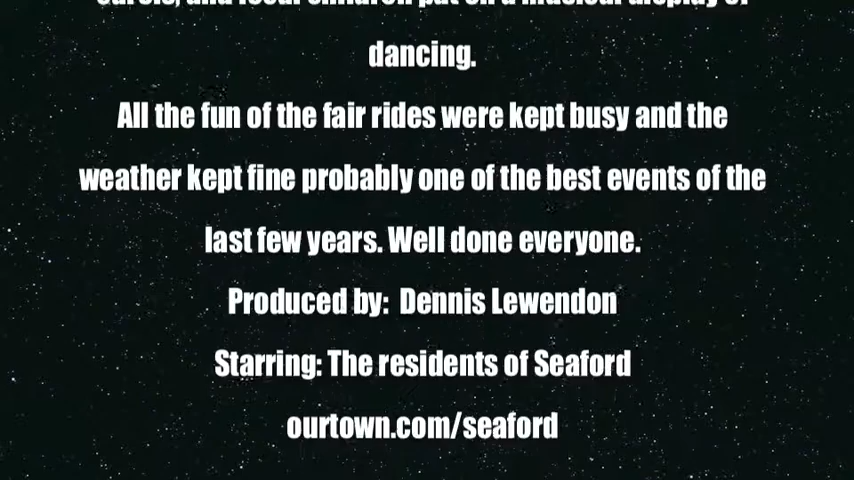 carols, and local children put on a musical display of
dancing.
All the fun of the fair rides were kept busy and the
weather kept fine probably one of the best events of the
last few years. Well done everyone.
Produced by:  Dennis Lewendon
Starring: The residents of Seaford
ourtown.com/seaford